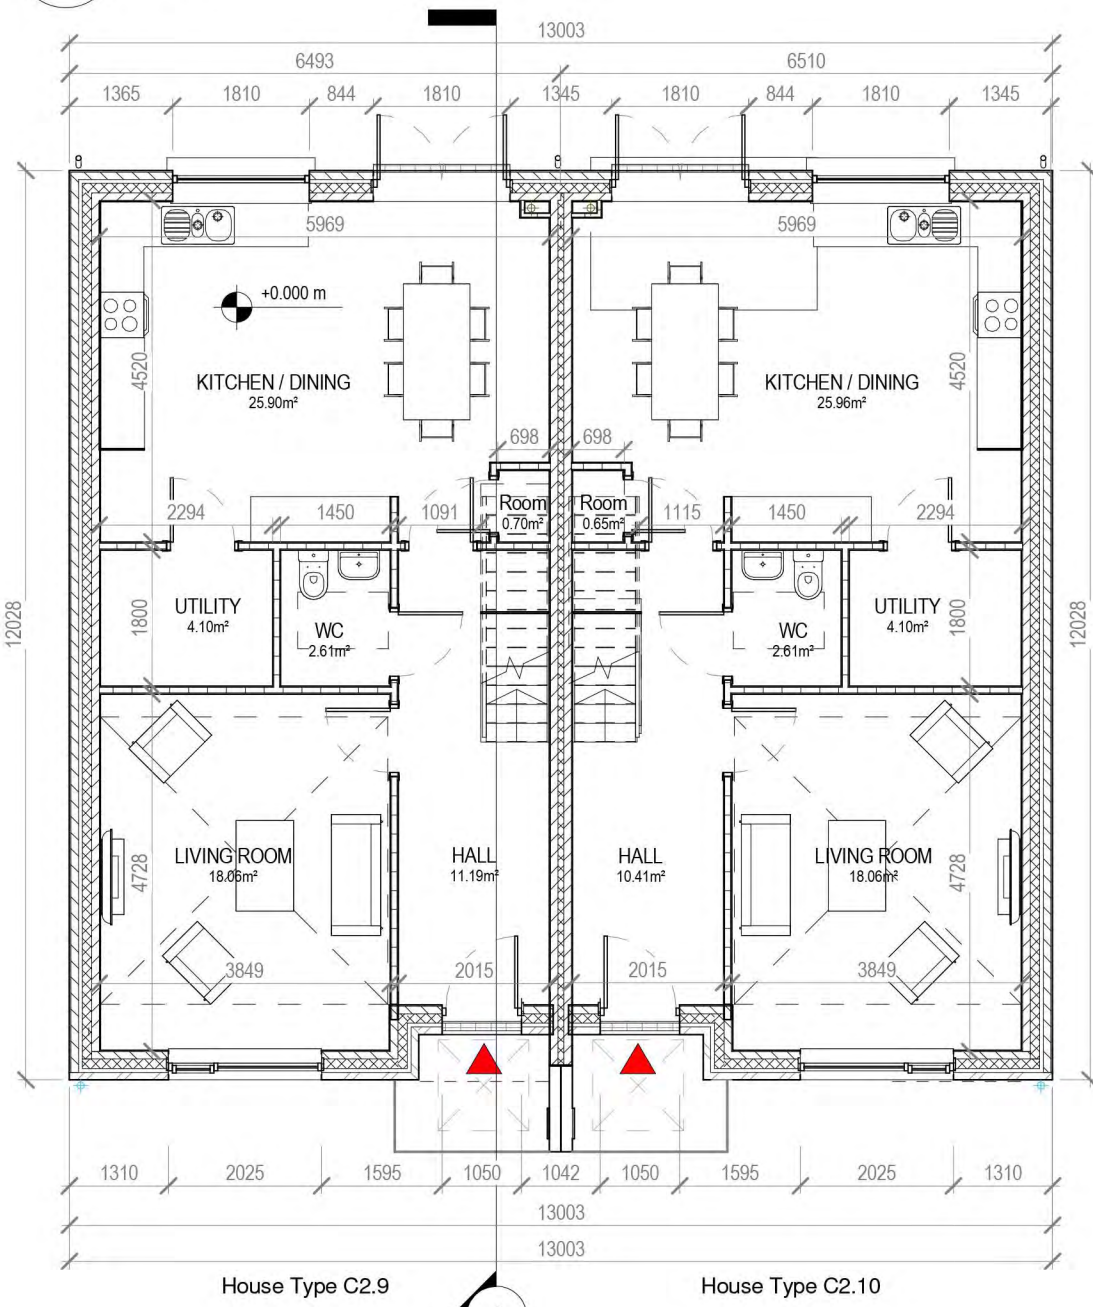 13003
6493 6510
1365 1810 844 1810 1345 1810 844 1810 1345
5969 5969
+0.000 m
4520 4520
KITCHEN / DINING KITCHEN / DINING
25.90m² 25.96m²
698 698
Room Room
0.70m² 0.65m²
2294 1450 1091 1115 1450 2294
UTILITY UTILITY
4.10m² 4.10m²
1800 1800
12028 12028
WC WC
2.61m² 2.61m²
LIVING ROOM HALL HALL LIVING ROOM
18.06m² 11.19m² 10.41m² 18.06m²
4728 4728
3849 2015 2015 3849
1310 2025 1595 1050 1042 1050 1595 2025 1310
13003
13003
House Type C2.9 House Type C2.10